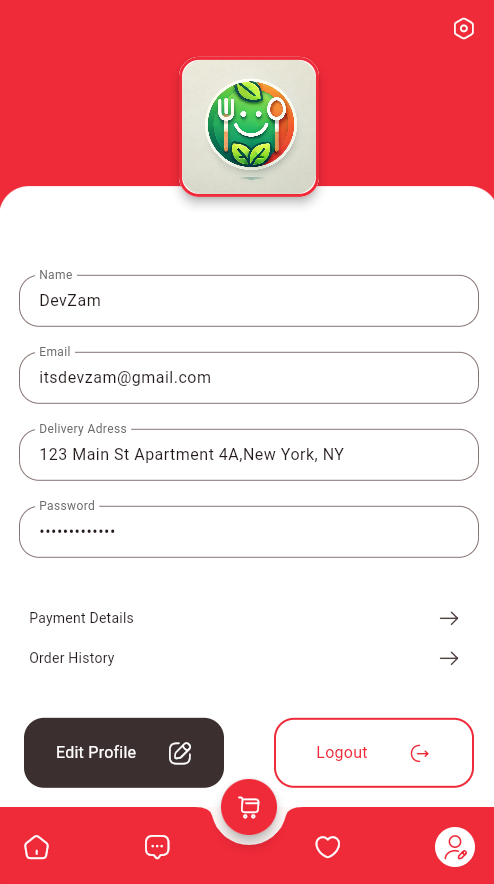 Name
DevZam
Email
itsdevzam@gmail.com
Delivery Adress
123 Main St Apartment 4A,New York, NY
Password
•••••••••••••
Payment Details
Order History
Edit Profile
Logout